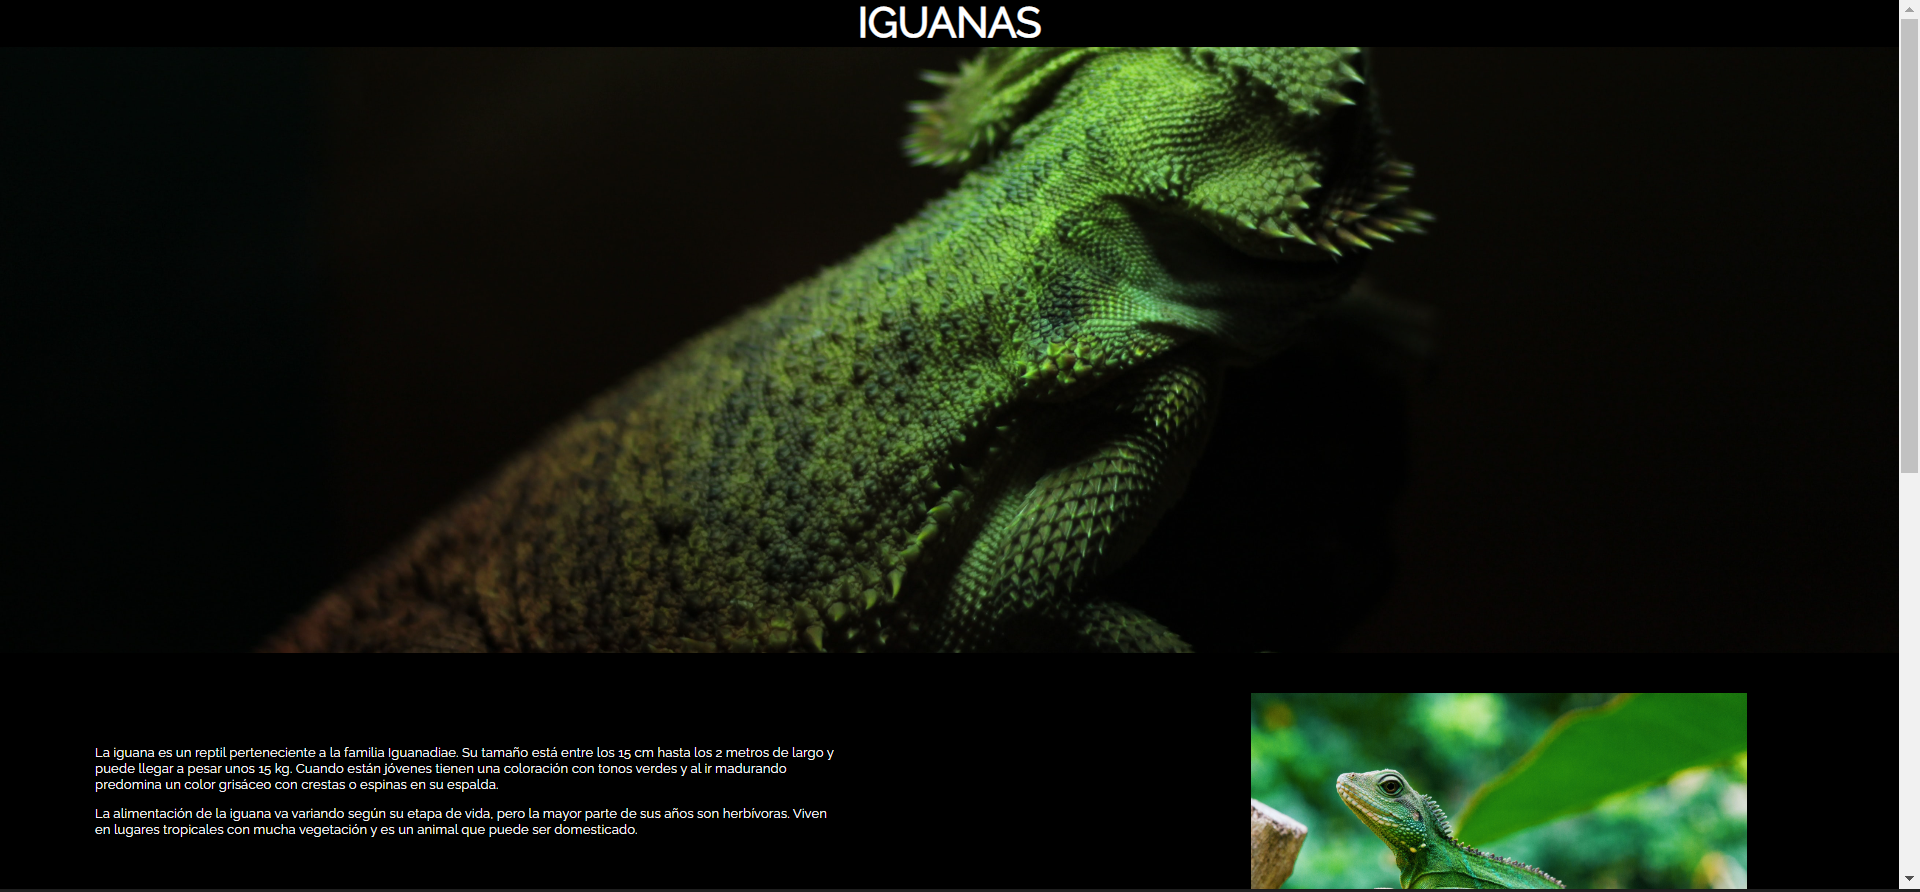 IGUANAS
La iguana es un reptil perteneciente a la familia Iguanadiae. Su tamaño está entre los 15 cm hasta los 2 metros de largo y
puede llegar a pesar unos 15 kg. Cuando están jóvenes tienen una coloración con tonos verdes y al ir madurando
predomina un color grisáceo con crestas o espinas en su espalda.
La alimentación de la iguana va variando según su etapa de vida, pero la mayor parte de sus años son herbívoras. Viven
en lugares tropicales con mucha vegetación y es un animal que puede ser domesticado.